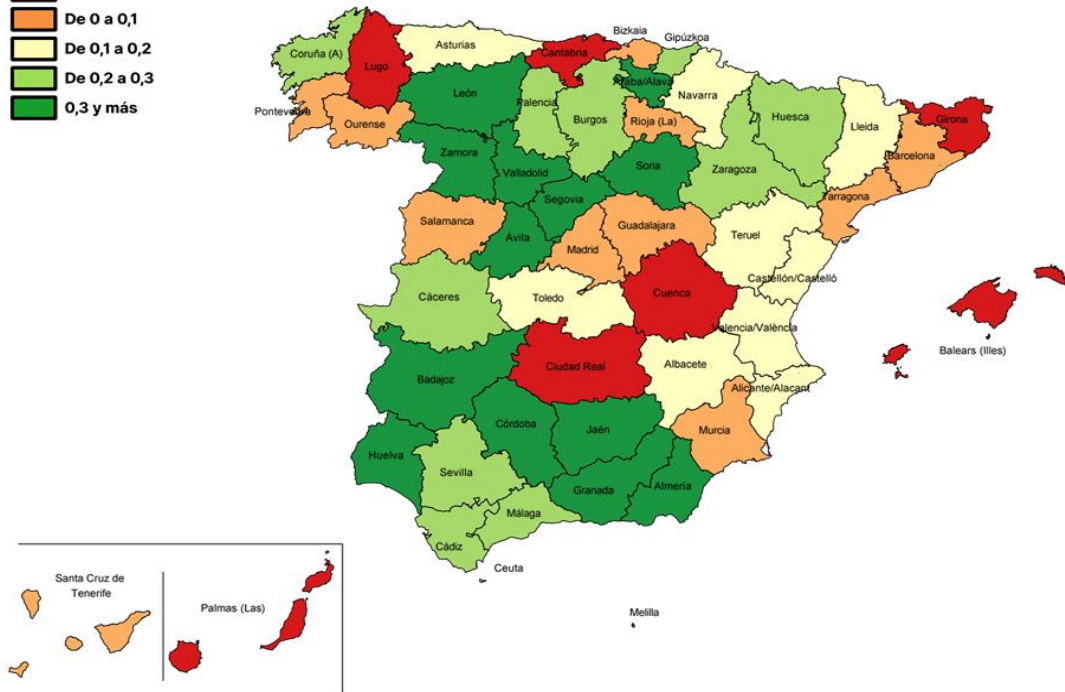 De 0 a 0,1
De 0,1 a 0,2
De 0,2 a 0,3
0,3 y más
Coruña (A)
Lugo
Asturias
Cantabria
Bizkaia
Gipúzkoa
Araba/Alava
Navarra
Pontevedra
Ourense
León
Palencia
Burgos
Rioja (La)
Huesca
Lleida
Girona
Barcelona
Zamora
Valladolid
Soria
Zaragoza
Tarragona
Segovia
Salamanca
Ávila
Madrid
Guadalajara
Teruel
Castellón/Castelló
Cáceres
Toledo
Cuenca
Valencia/València
Balears (Illes)
Badajoz
Ciudad Real
Albacete
Alicante/Alacant
Córdoba
Jaén
Murcia
Huelva
Sevilla
Granada
Almería
Málaga
Cádiz
Ceuta
Melilla
Santa Cruz de
Tenerife
Palmas (Las)